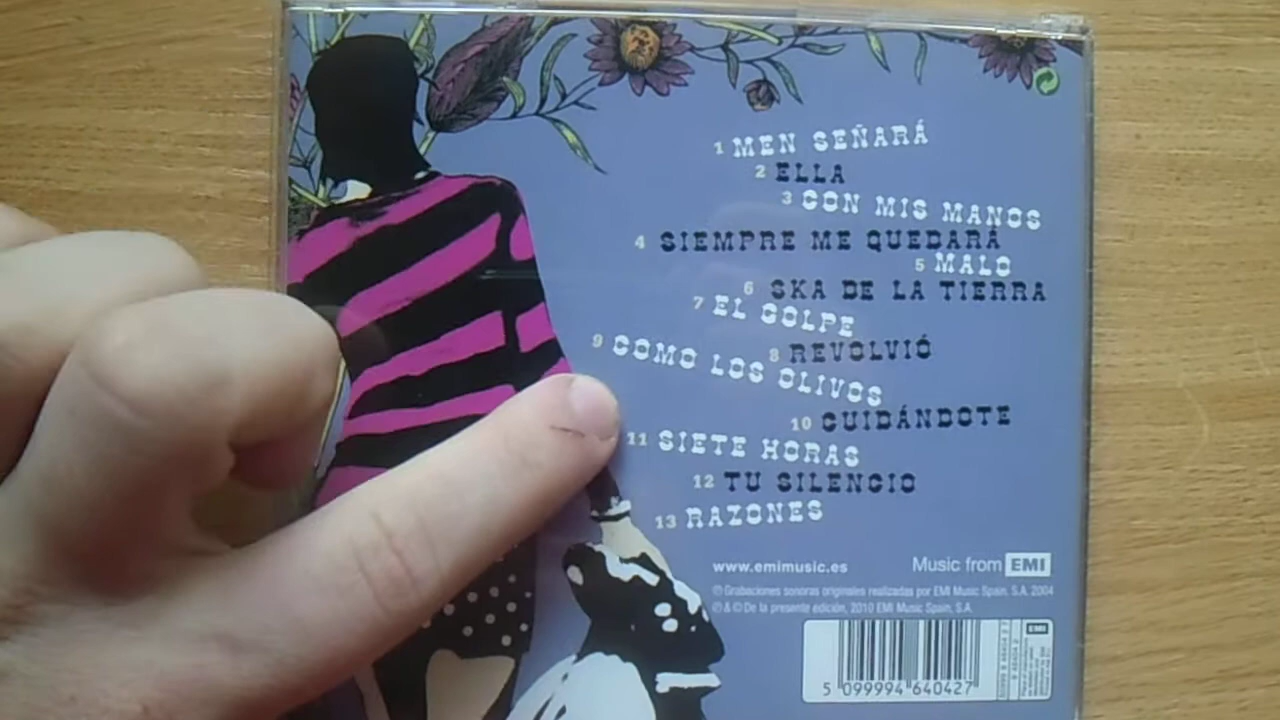 1 MEN SEÑARÁ
2 ELLA
3 CON MIS MANOS
4 SIEMPRE ME QUEDARÁ
5 MALO
6 SKA DE LA TIERRA
7 EL GOLPE
8 REVOLVIÓ
9 COMO LOS OLIVOS
10 CUIDÁNDOTE
11 SIETE HORAS
12 TU SILENCIO
13 RAZONES
www.emimusic.es
Music from EMI
℗ Grabaciones sonoras originales realizadas por EMI Music Spain, S.A. 2004
℗ & © De la presente edición, 2010 EMI Music Spain, S.A.
EMI
5 099994 640427